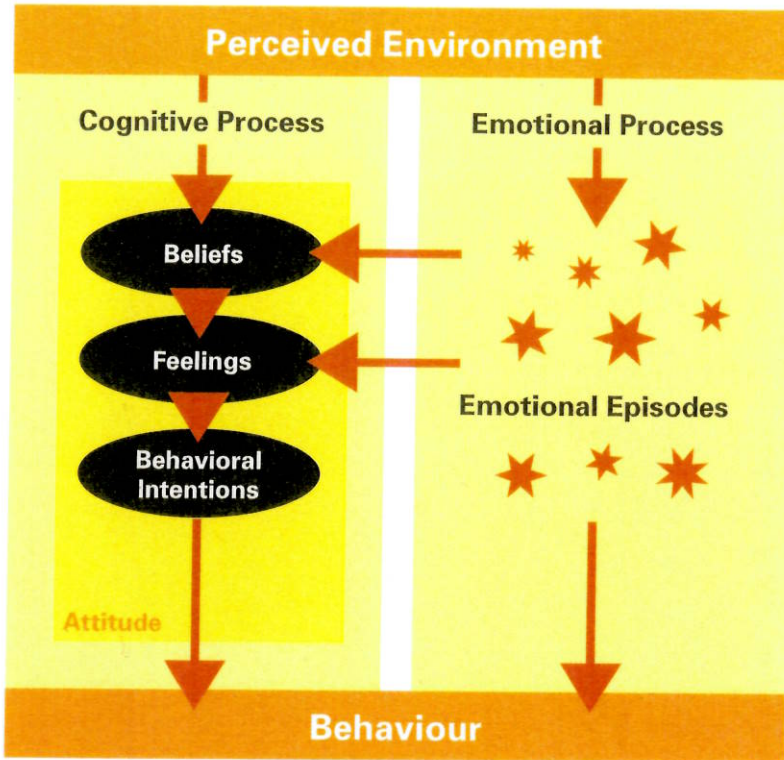 Perceived Environment
Cognitive Process
Emotional Process
Beliefs
Feelings
Emotional Episodes
Behavioral
Intentions
Attitude
Behaviour